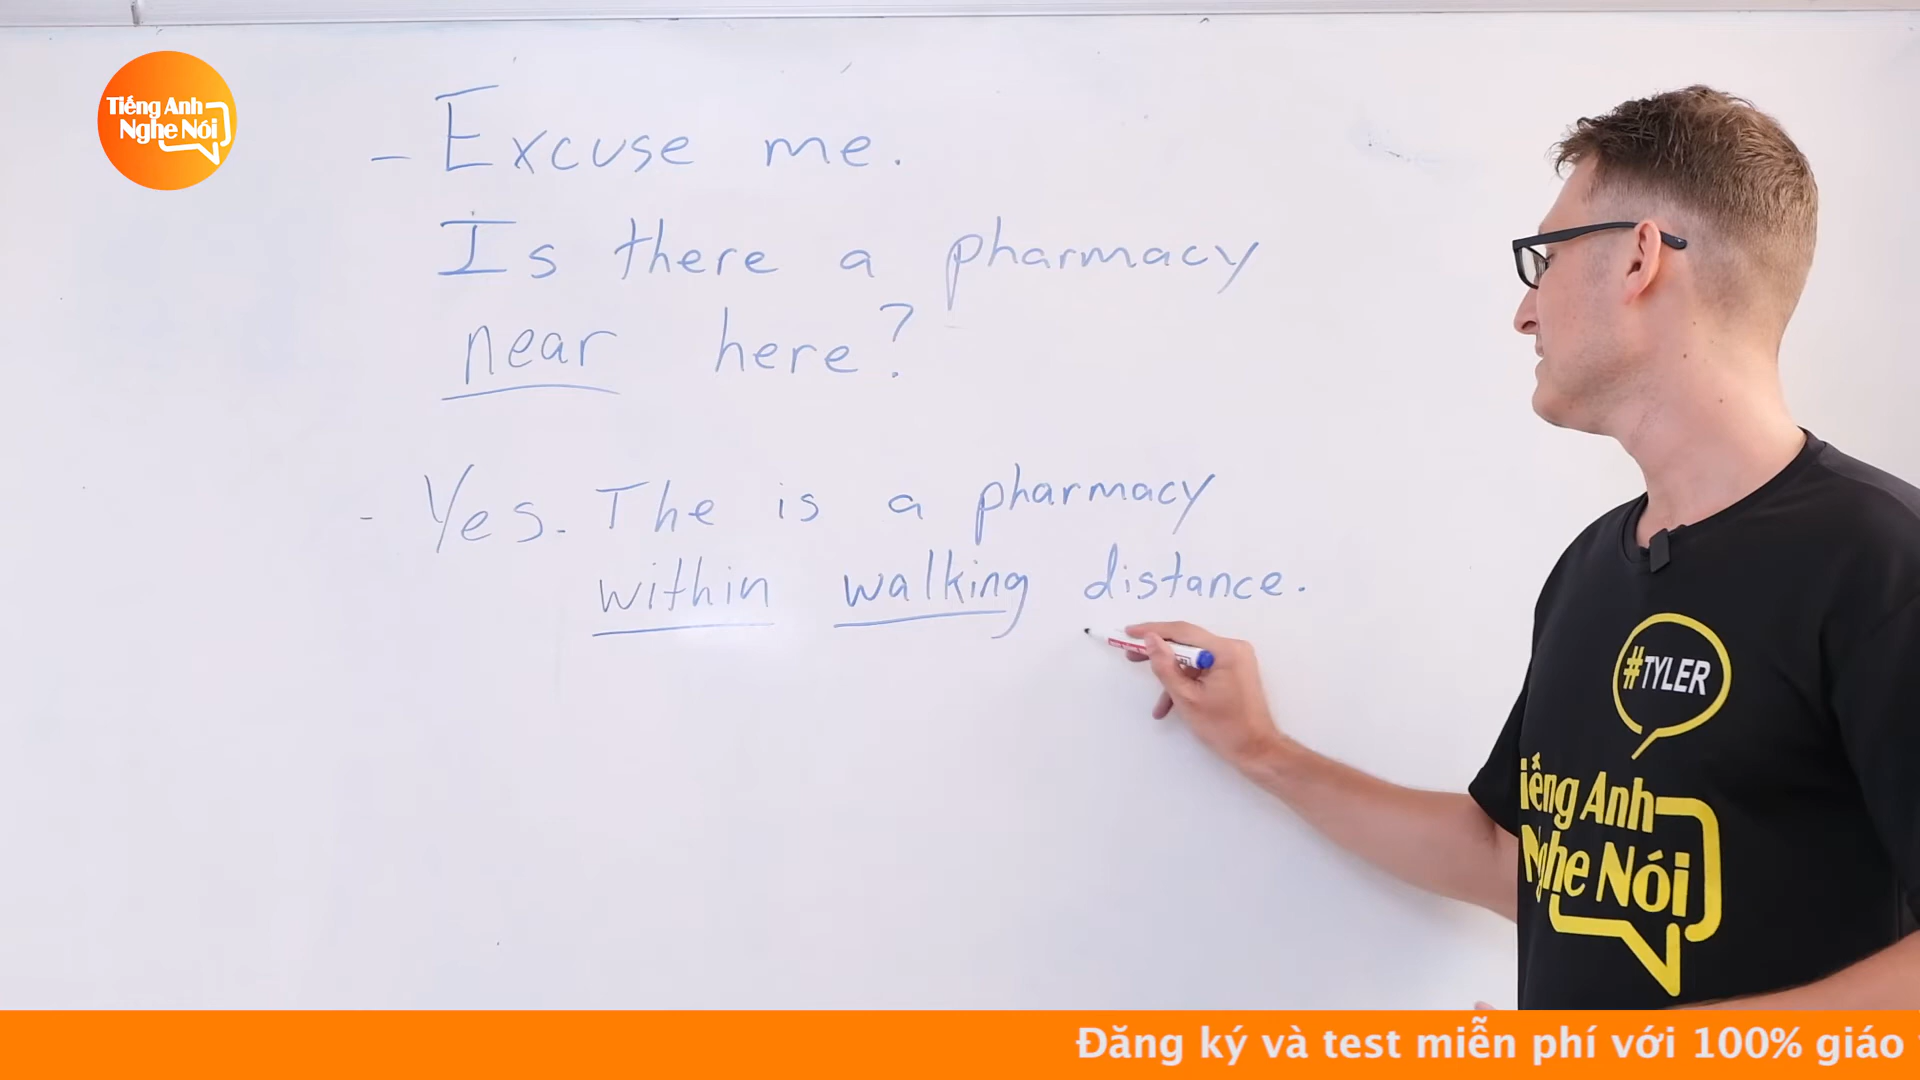 Tiếng Anh
Nghe Nói
- Excuse me.
Is there a pharmacy
near here?
- Yes. The is a pharmacy
within walking distance.
#TYLER
iếng Anh
Nghe Nói
Đăng ký và test miễn phí với 100% giáo